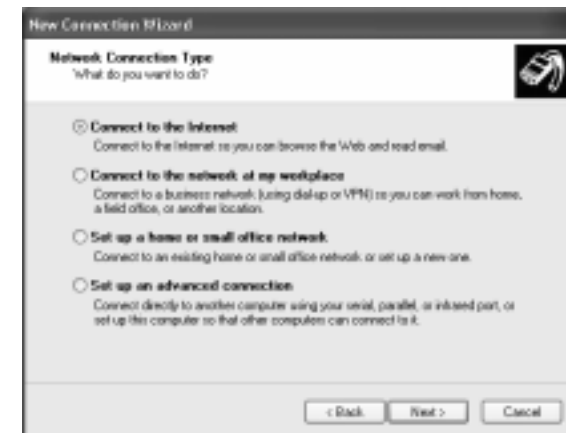 New Connection Wizard
Network Connection Type
What do you want to do?
Connect to the Internet
Connect to the Internet so you can browse the Web and read email.
Connect to the network at my workplace
Connect to a business network (using dial-up or VPN) so you can work from home,
a field office, or another location.
Set up a home or small office network
Connect to an existing home or small office network or set up a new one.
Set up an advanced connection
Connect directly to another computer using your serial, parallel, or infrared port, or
set up this computer so that other computers can connect to it.
< Back Next > Cancel